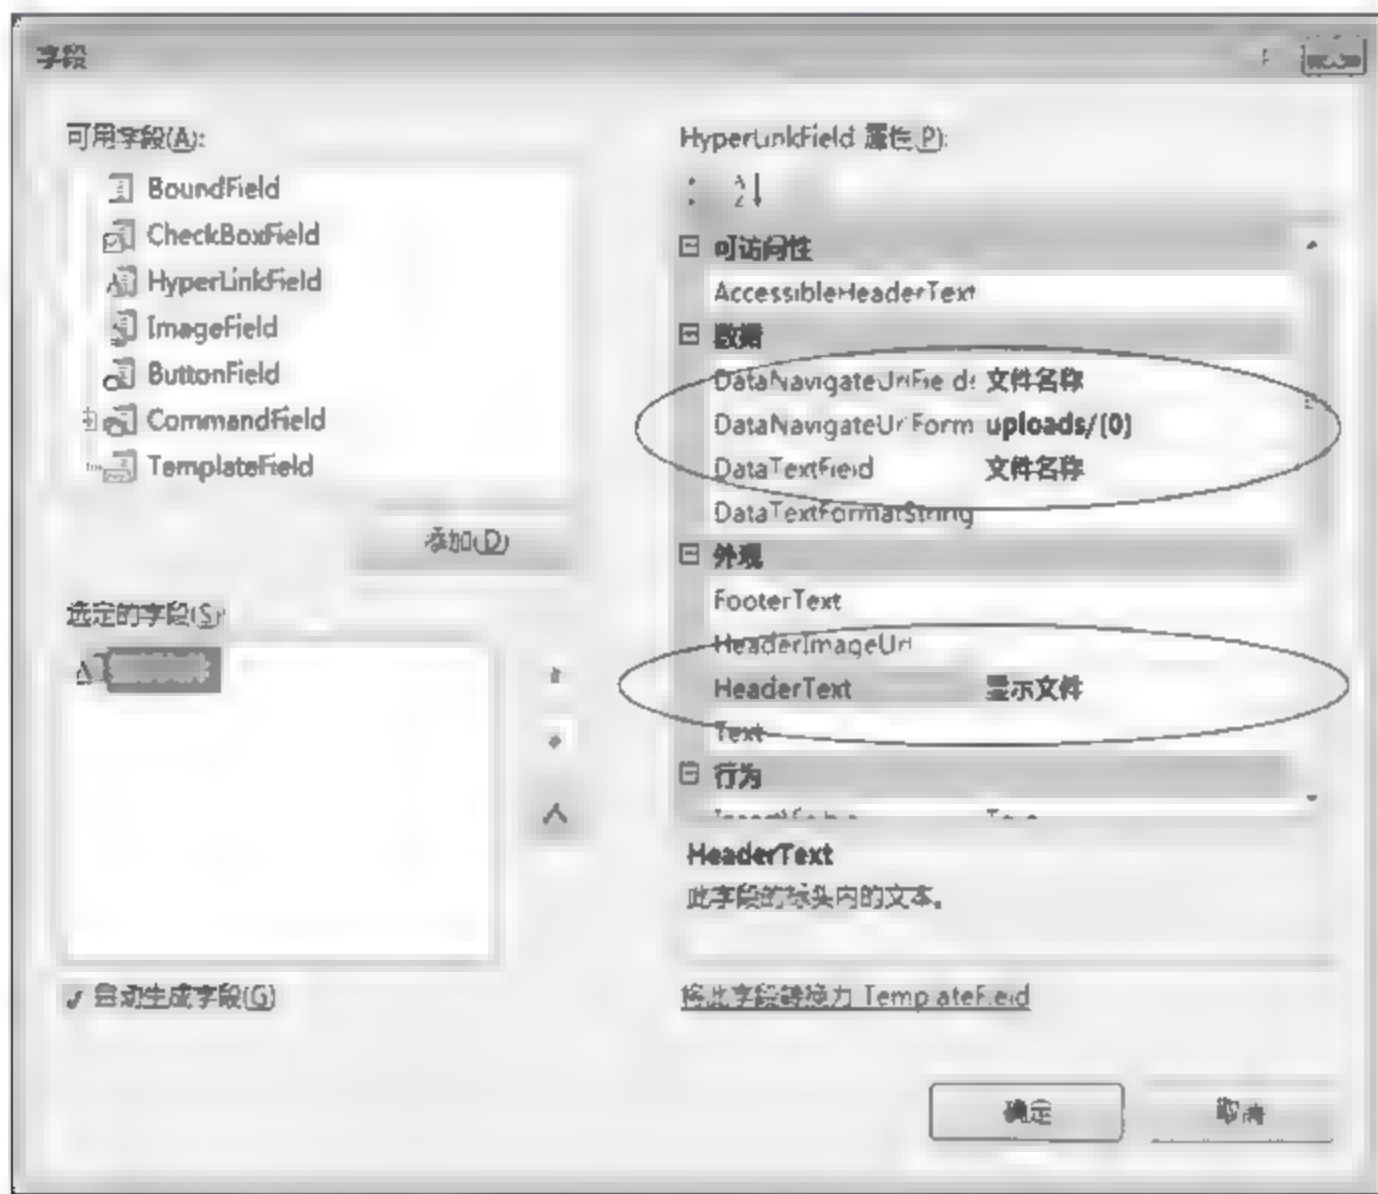 字段
可用字段(A):
BoundField
CheckBoxField
HyperLinkField
ImageField
ButtonField
CommandField
TemplateField
添加(D)
选定的字段(S)
自动生成字段(G)
HyperLinkField 属性(P):
可访问性
AccessibleHeaderText
数据
DataNavigateUrlFields 文件名称
DataNavigateUrlForm uploads/{0}
DataTextField 文件名称
DataTextFormatString
外观
FooterText
HeaderImageUrl
HeaderText 显示文件
Text
行为
HeaderText
此字段的标头内的文本。
将此字段转换为 TemplateField
确定 取消